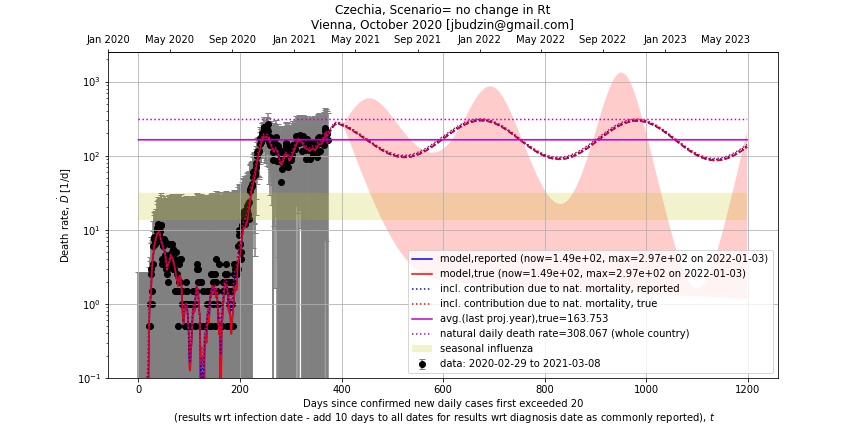 Czechia, Scenario= no change in Rt
Vienna, October 2020 [jbudzin@gmail.com]
Jan 2020 May 2020 Sep 2020 Jan 2021 May 2021 Sep 2021 Jan 2022 May 2022 Sep 2022 Jan 2023 May 2023
10³
10²
10¹
10⁰
10⁻¹
Death rate, Ḋ [1/d]
model,reported (now=1.49e+02, max=2.97e+02 on 2022-01-03)
model,true (now=1.49e+02, max=2.97e+02 on 2022-01-03)
incl. contribution due to nat. mortality, reported
incl. contribution due to nat. mortality, true
avg.(last proj.year),true=163.753
natural daily death rate=308.067 (whole country)
seasonal influenza
data: 2020-02-29 to 2021-03-08
0 200 400 600 800 1000 1200
Days since confirmed new daily cases first exceeded 20
(results wrt infection date - add 10 days to all dates for results wrt diagnosis date as commonly reported), t